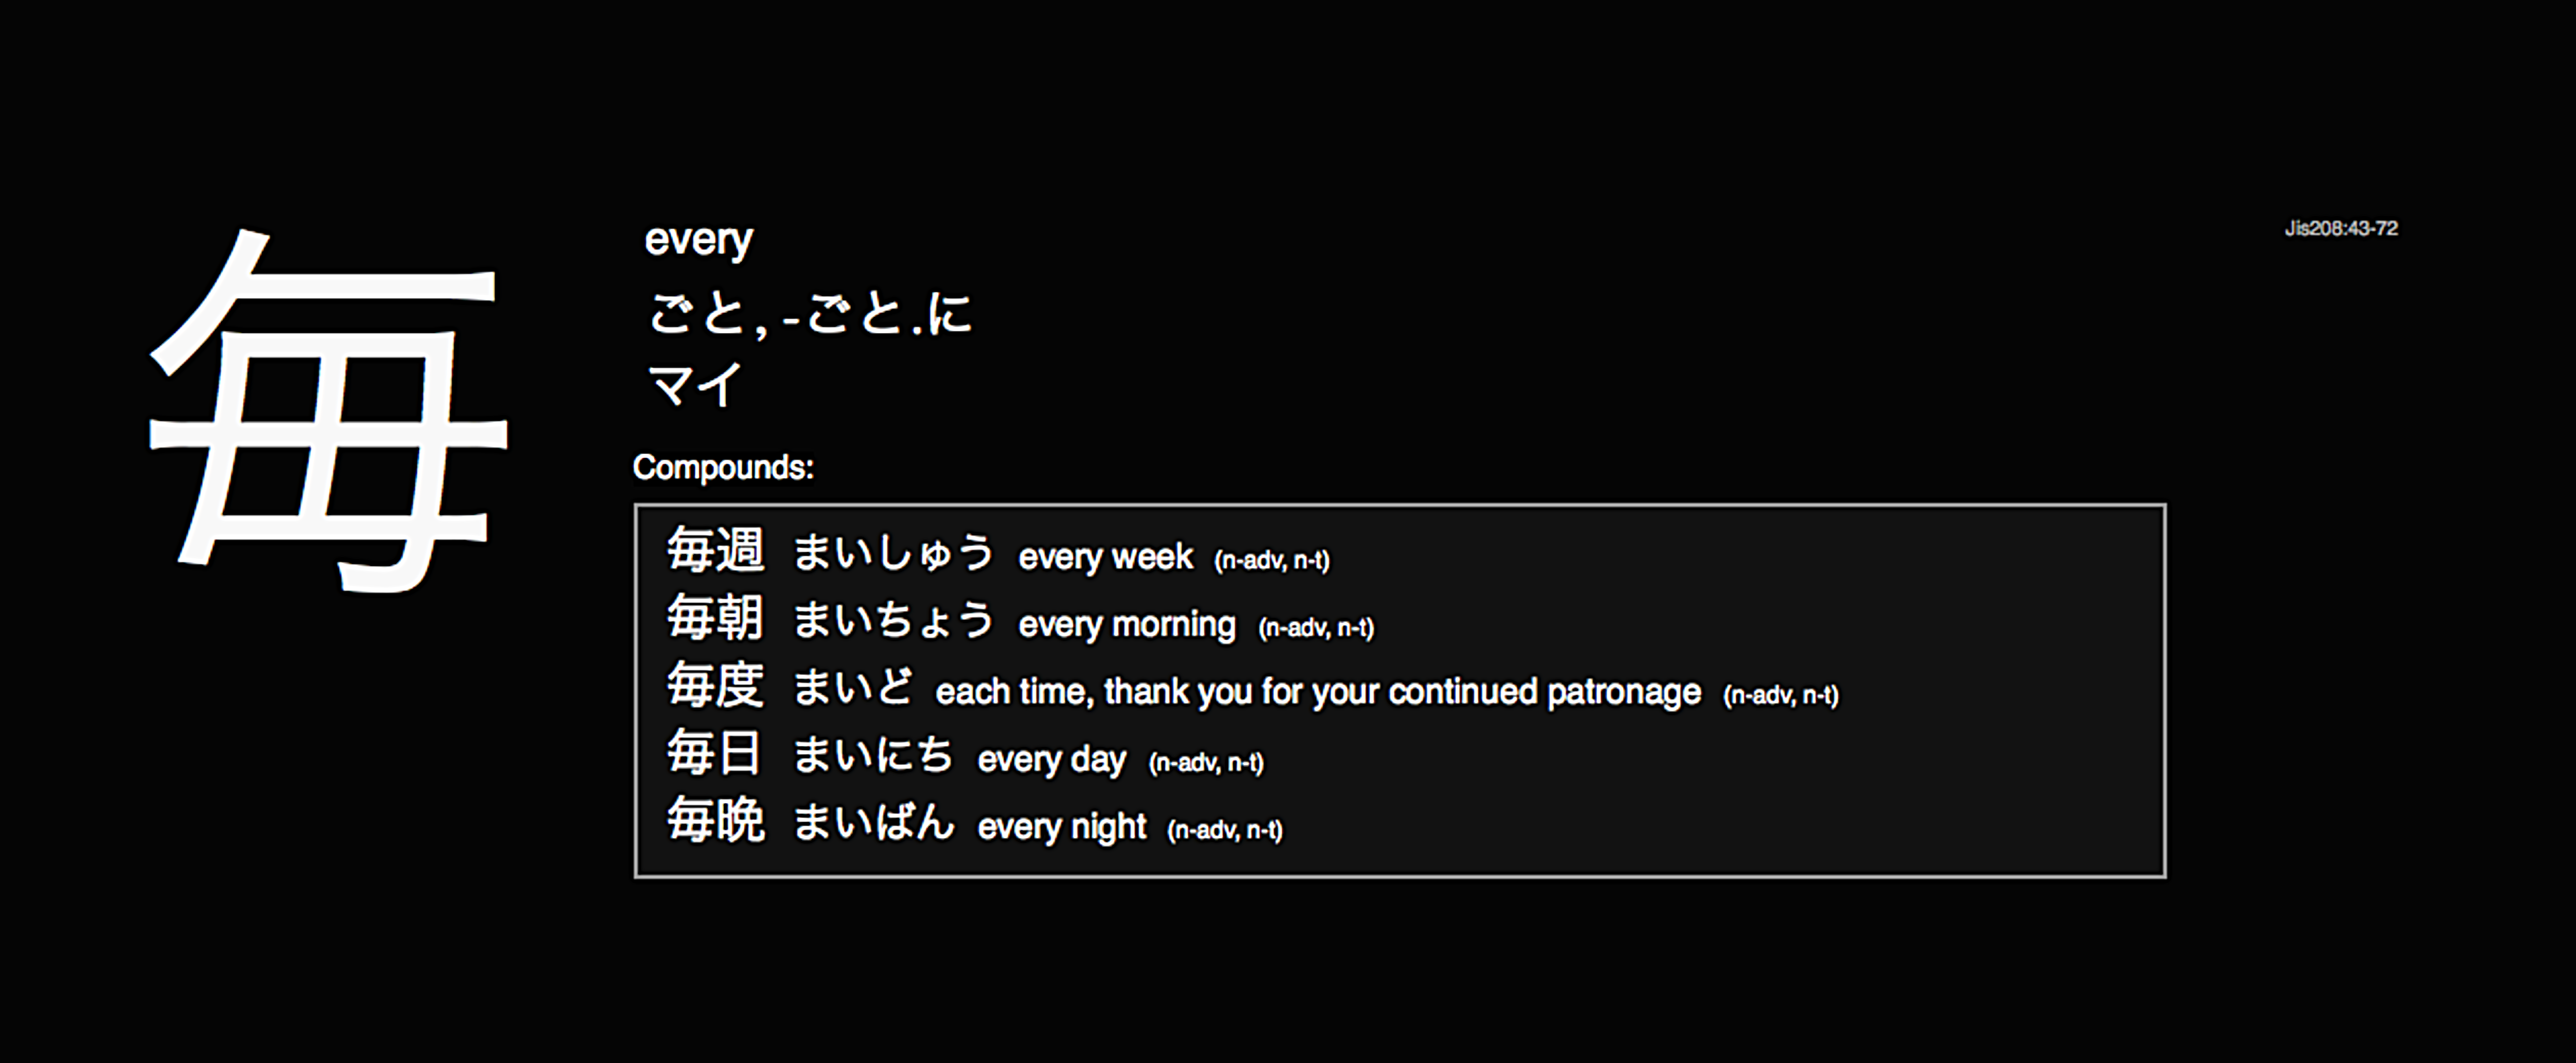 毎
every
Jis208:43-72
ごと, -ごと.に
マイ
Compounds:
毎週 まいしゅう every week (n-adv, n-t)
毎朝 まいちょう every morning (n-adv, n-t)
毎度 まいど each time, thank you for your continued patronage (n-adv, n-t)
毎日 まいにち every day (n-adv, n-t)
毎晩 まいばん every night (n-adv, n-t)